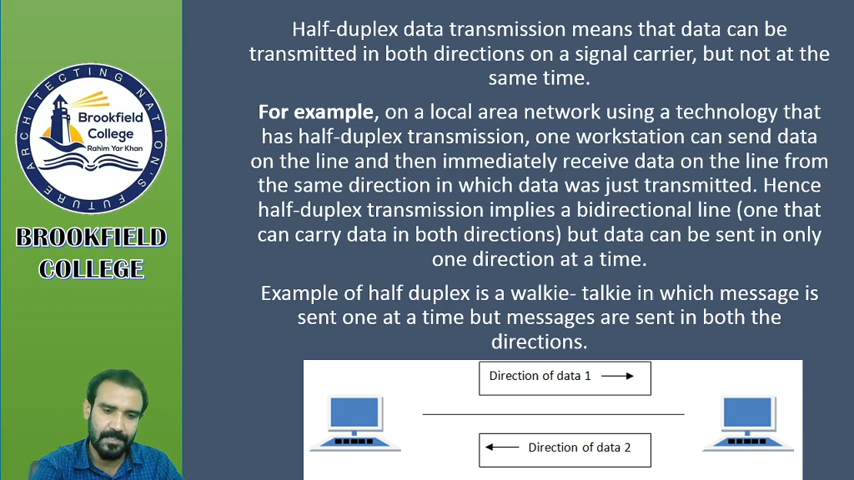 Half-duplex data transmission means that data can be
transmitted in both directions on a signal carrier, but not at the
same time.
For example, on a local area network using a technology that
has half-duplex transmission, one workstation can send data
on the line and then immediately receive data on the line from
the same direction in which data was just transmitted. Hence
half-duplex transmission implies a bidirectional line (one that
can carry data in both directions) but data can be sent in only
one direction at a time.
Example of half duplex is a walkie- talkie in which message is
sent one at a time but messages are sent in both the
directions.
Direction of data 1
Direction of data 2
ARCHITECTING NATION'S FUTURE
Brookfield
College
Rahim Yar Khan
BROOKFIELD
COLLEGE